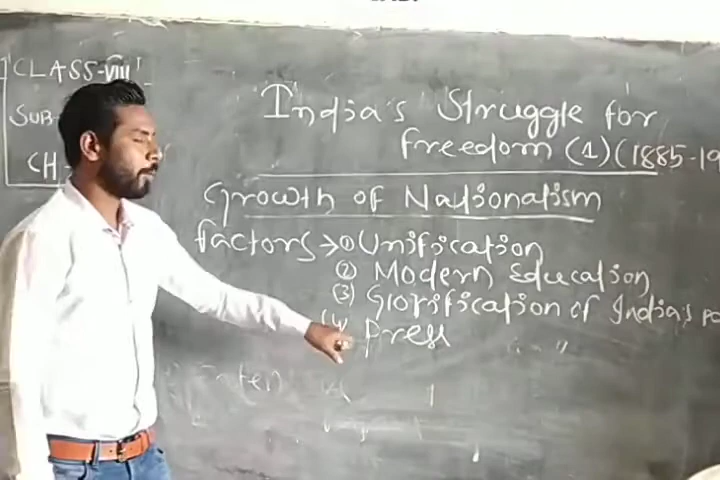 CLASS-VIII
SUB-
CH
India's Struggle for
freedom (1) (1885-19
Growth of Nationalism
factors → ① Unification
② Modern Education
(3) Glorification of India's
(4) Press